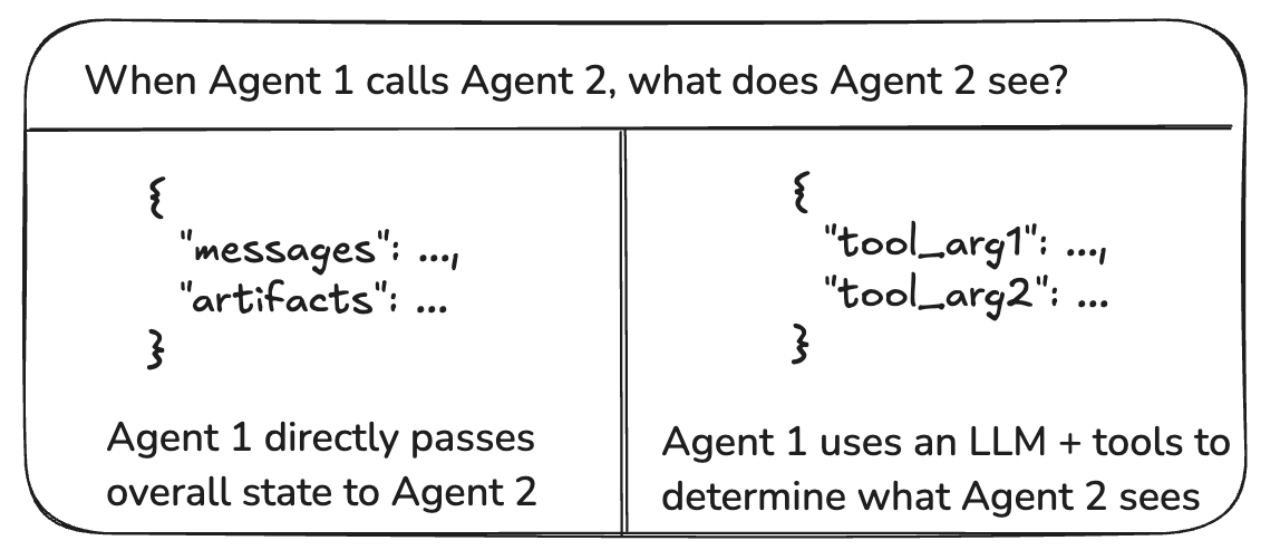 When Agent 1 calls Agent 2, what does Agent 2 see?
{
"messages": ...,
"artifacts": ...
}
Agent 1 directly passes
overall state to Agent 2
{
"tool_arg1": ...,
"tool_arg2": ...
}
Agent 1 uses an LLM + tools to
determine what Agent 2 sees